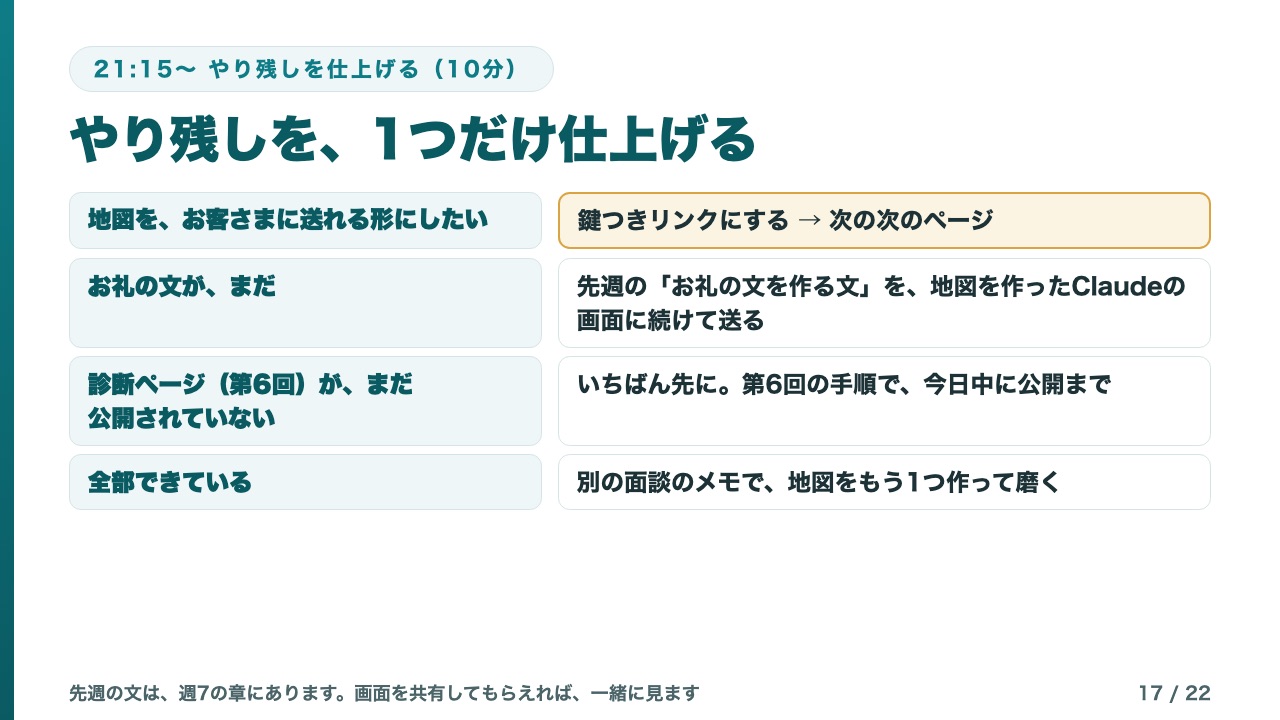 21:15〜 やり残しを仕上げる（10分）
やり残しを、1つだけ仕上げる
地図を、お客さまに送れる形にしたい
鍵つきリンクにする → 次の次のページ
お礼の文が、まだ
先週の「お礼の文を作る文」を、地図を作ったClaudeの
画面に続けて送る
診断ページ（第6回）が、まだ
公開されていない
いちばん先に。第6回の手順で、今日中に公開まで
全部できている
別の面談のメモで、地図をもう1つ作って磨く
先週の文は、週7の章にあります。画面を共有してもらえれば、一緒に見ます
17 / 22